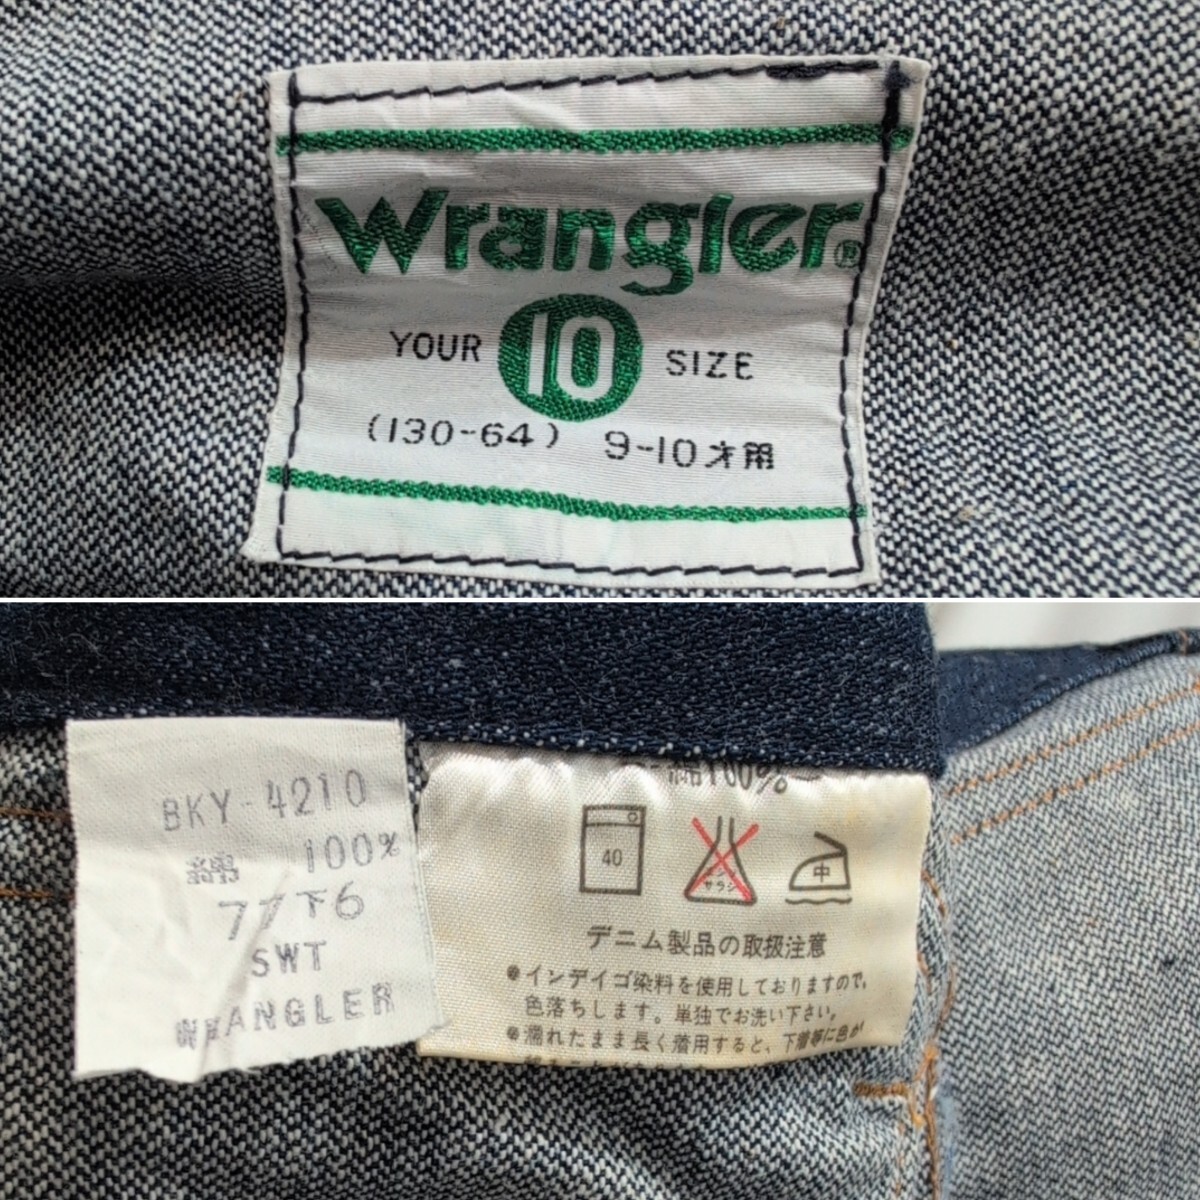 Wrangler®
YOUR 10 SIZE
(130-64) 9-10才用
BKY-4210
綿 100%
77下6
SWT
WRANGLER
綿100%
40
エンソ
サラシ
中
デニム製品の取扱注意
●インデイゴ染料を使用しておりますので、
色落ちします。単独でお洗い下さい。
●濡れたまま長く着用すると、下着等に色が